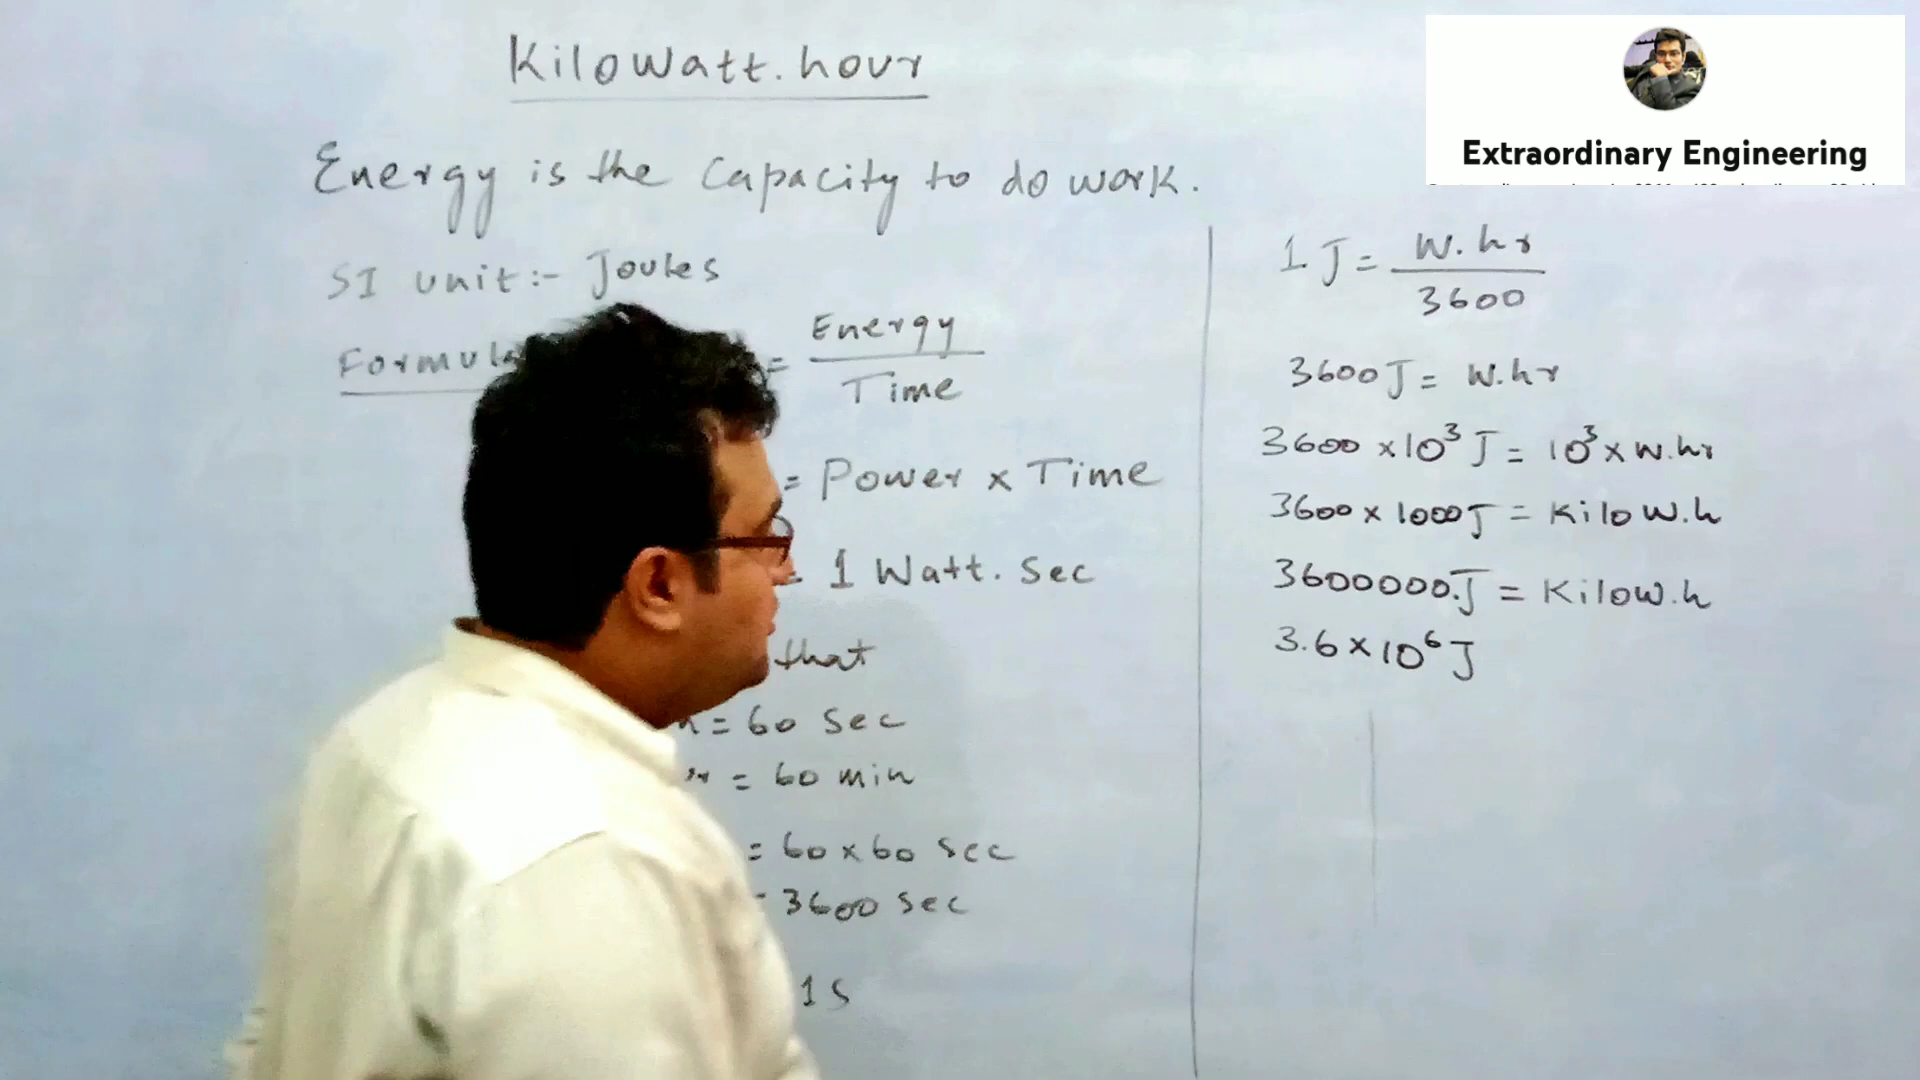 Kilowatt.hour
Energy is the capacity to do work.
SI unit:- Joules
Formula = Energy
Time
= Power x Time
1 Watt. Sec
that
= 60 Sec
= 60 min
= 60 x 60 Sec
3600 Sec
1 S
1 J = W.hr
3600
3600 J = W.hr
3600 x 10³ J = 10³ x W.hr
3600 x 1000 J = Kilo W.h
3600000.J = KiloW.h
3.6 x 10⁶ J
Extraordinary Engineering